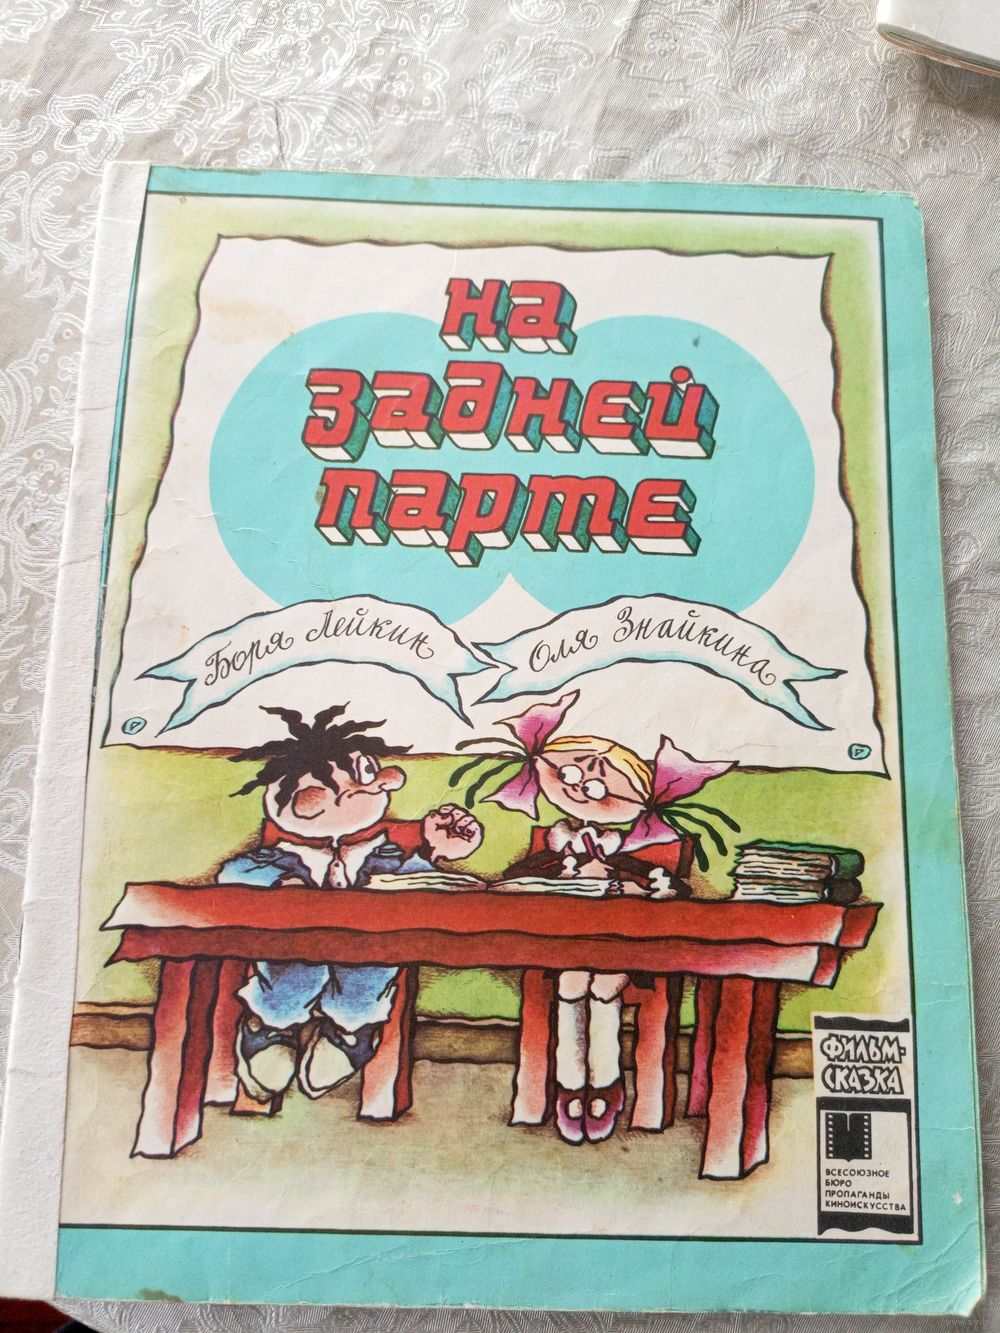 на
задней
парте
Боря Лейкин
Оля Знайкина
ФИЛЬМ-
СКАЗКА
ВСЕСОЮЗНОЕ
БЮРО
ПРОПАГАНДЫ
КИНОИСКУССТВА